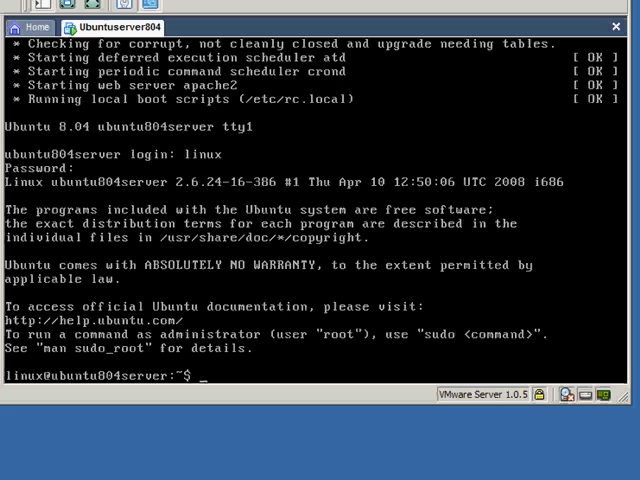 Home
Ubuntuserver804
* Checking for corrupt, not cleanly closed and upgrade needing tables.
* Starting deferred execution scheduler atd [ OK ]
* Starting periodic command scheduler crond [ OK ]
* Starting web server apache2 [ OK ]
* Running local boot scripts (/etc/rc.local) [ OK ]
Ubuntu 8.04 ubuntu804server tty1
ubuntu804server login: linux
Password:
Linux ubuntu804server 2.6.24-16-386 #1 Thu Apr 10 12:50:06 UTC 2008 i686
The programs included with the Ubuntu system are free software;
the exact distribution terms for each program are described in the
individual files in /usr/share/doc/*/copyright.
Ubuntu comes with ABSOLUTELY NO WARRANTY, to the extent permitted by
applicable law.
To access official Ubuntu documentation, please visit:
http://help.ubuntu.com/
To run a command as administrator (user "root"), use "sudo <command>".
See "man sudo_root" for details.
linux@ubuntu804server:~$ _
VMware Server 1.0.5